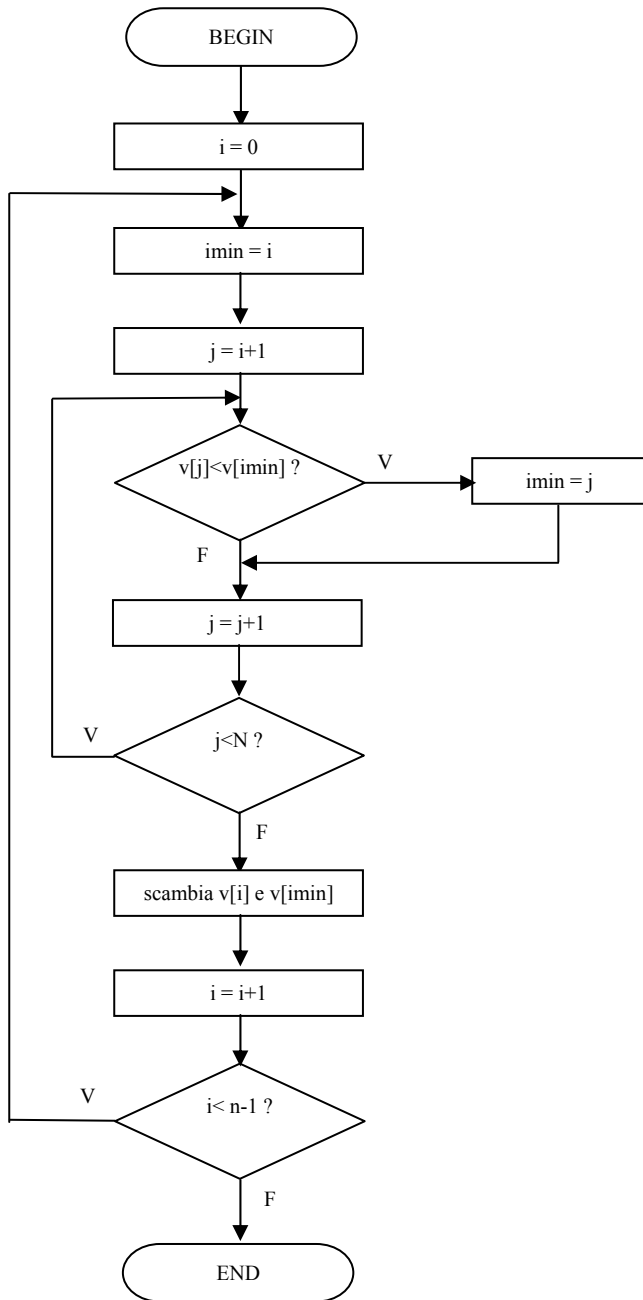 BEGIN
i = 0
imin = i
j = i+1
v[j]<v[imin] ?
V
imin = j
F
j = j+1
j<N ?
V
F
scambia v[i] e v[imin]
i = i+1
i< n-1 ?
V
F
END